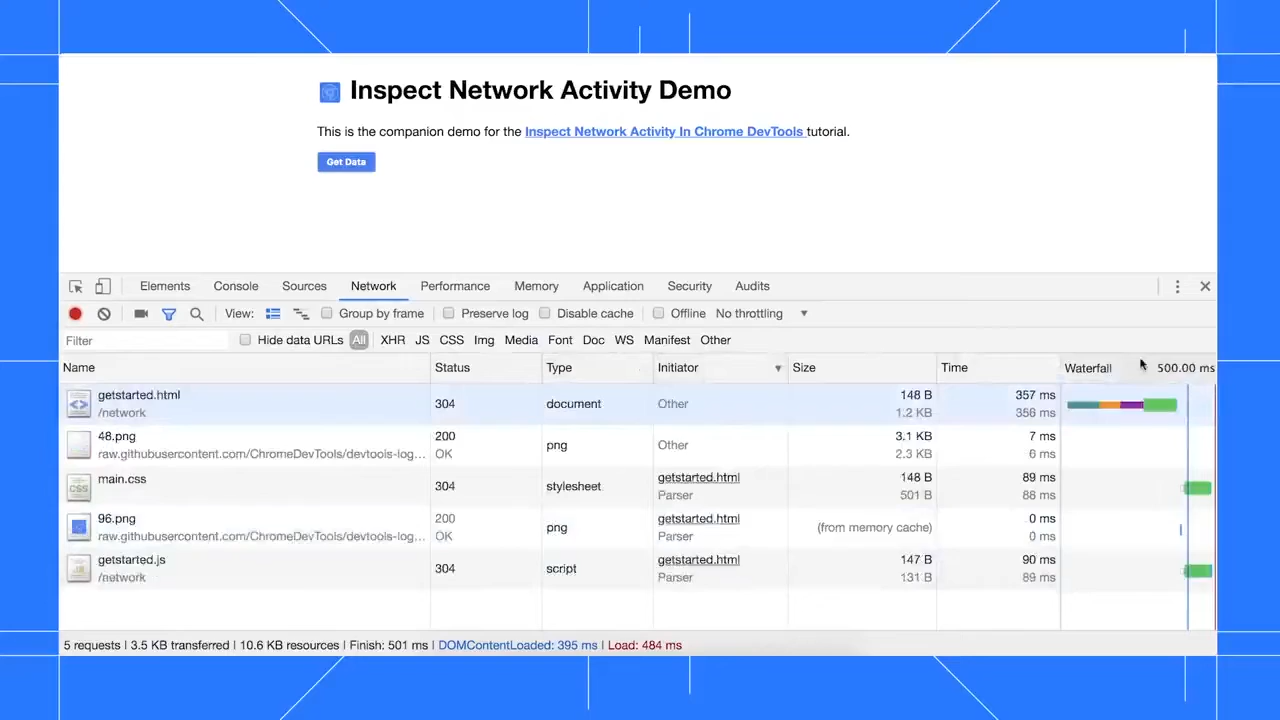 Inspect Network Activity Demo
This is the companion demo for the Inspect Network Activity In Chrome DevTools tutorial.
Get Data
Elements Console Sources Network Performance Memory Application Security Audits
View: Group by frame Preserve log Disable cache Offline No throttling
Filter Hide data URLs All XHR JS CSS Img Media Font Doc WS Manifest Other
Name Status Type Initiator Size Time Waterfall 500.00 ms
getstarted.html 304 document Other 148 B 357 ms
/network 1.2 KB 356 ms
48.png 200 png Other 3.1 KB 7 ms
raw.githubusercontent.com/ChromeDevTools/devtools-log... OK 2.3 KB 6 ms
main.css 304 stylesheet getstarted.html 148 B 89 ms
Parser 501 B 88 ms
96.png 200 png getstarted.html (from memory cache) 0 ms
raw.githubusercontent.com/ChromeDevTools/devtools-log... OK Parser 0 ms
getstarted.js 304 script getstarted.html 147 B 90 ms
/network Parser 131 B 89 ms
5 requests | 3.5 KB transferred | 10.6 KB resources | Finish: 501 ms | DOMContentLoaded: 395 ms | Load: 484 ms